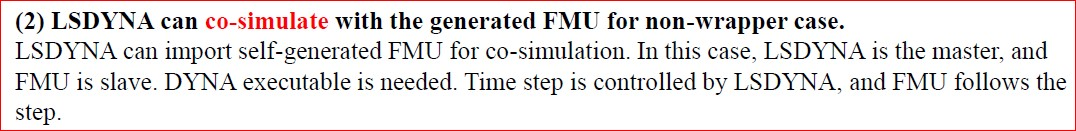 (2) LSDYNA can co-simulate with the generated FMU for non-wrapper case.
LSDYNA can import self-generated FMU for co-simulation. In this case, LSDYNA is the master, and
FMU is slave. DYNA executable is needed. Time step is controlled by LSDYNA, and FMU follows the
step.